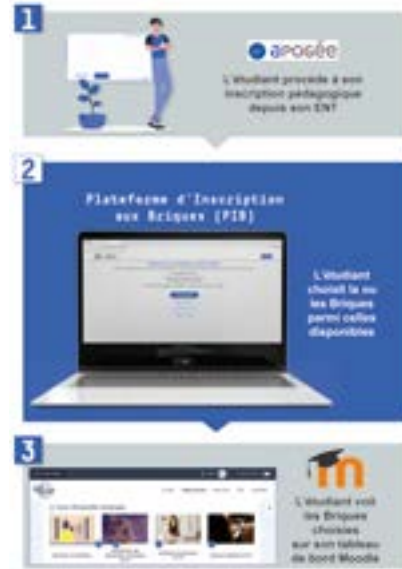 1
apogée
L'étudiant procède à son
inscription pédagogique
depuis son ENT
2
Plateforme d'Inscription
aux Briques (PIB)
L'étudiant
choisit la ou
les Briques
parmi celles
disponibles
3
L'étudiant voit
les Briques
choisies
sur son tableau
de bord Moodle